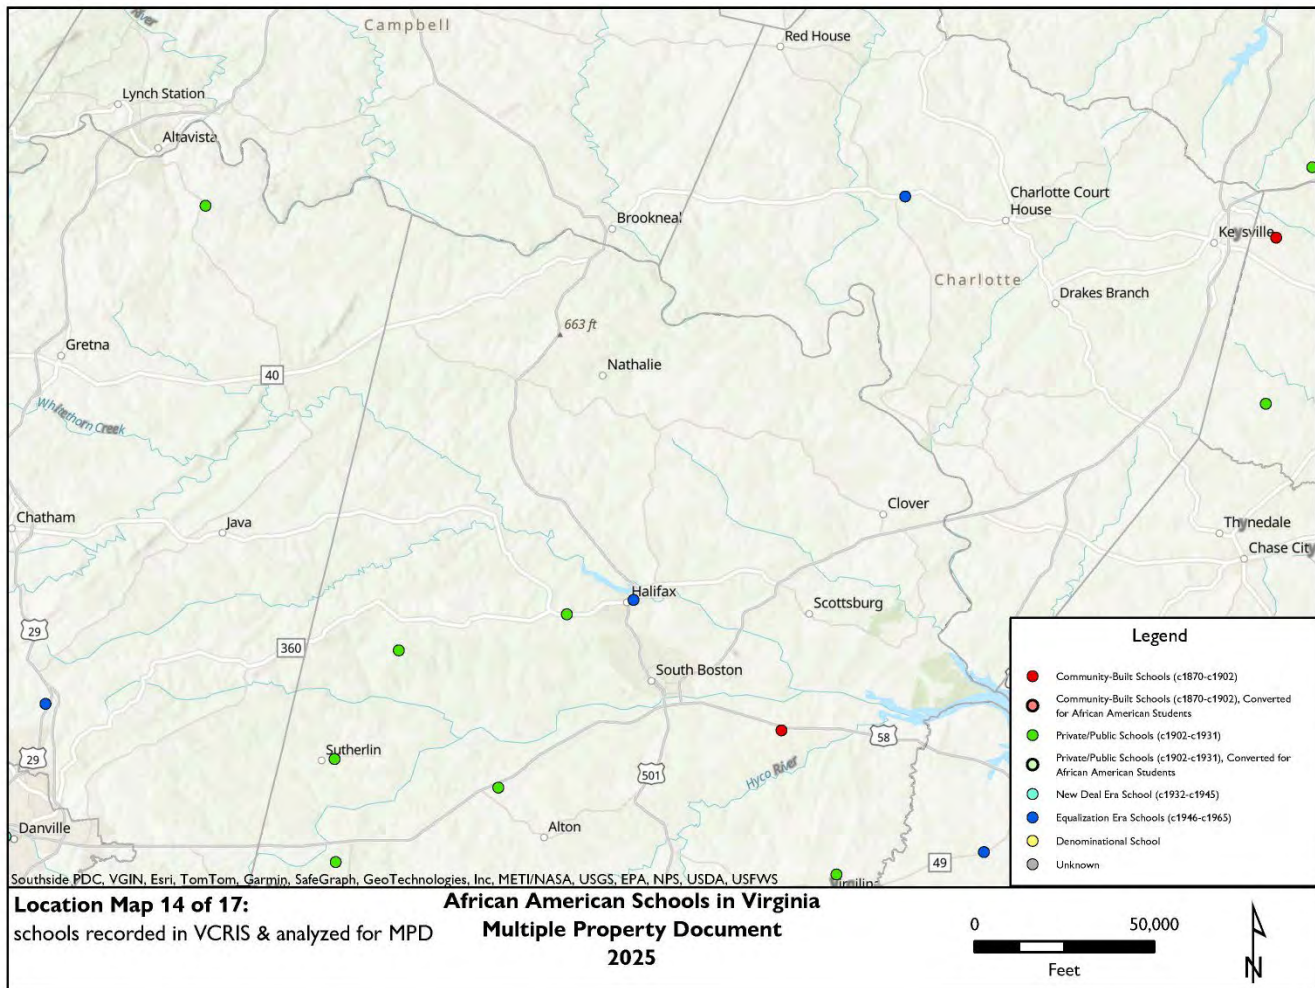 River
Campbell
Red House
Lynch Station
Altavista
Charlotte Court
House
Brookneal
Keysville
Charlotte
Drakes Branch
663 ft
Gretna
Nathalie
40
Whitethorn Creek
Clover
Chatham
Java
Thynedale
Chase City
Halifax
Scottsburg
29
360
South Boston
58
Sutherlin
29
Hyco River
501
Danville
Alton
49
Virgilina
Legend
Community-Built Schools (c1870-c1902)
Community-Built Schools (c1870-c1902), Converted
for African American Students
Private/Public Schools (c1902-c1931)
Private/Public Schools (c1902-c1931), Converted for
African American Students
New Deal Era School (c1932-c1945)
Equalization Era Schools (c1946-c1965)
Denominational School
Unknown
Southside PDC, VGIN, Esri, TomTom, Garmin, SafeGraph, GeoTechnologies, Inc, METI/NASA, USGS, EPA, NPS, USDA, USFWS
Location Map 14 of 17:
schools recorded in VCRIS & analyzed for MPD
African American Schools in Virginia
Multiple Property Document
2025
0 50,000
Feet
N